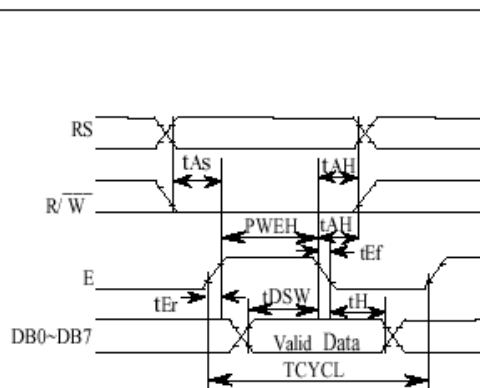 RS
tAs
tAH
R/W
PWEH
tAH
tEf
E
tEr
tDSW
tH
DB0~DB7
Valid Data
TCYCL